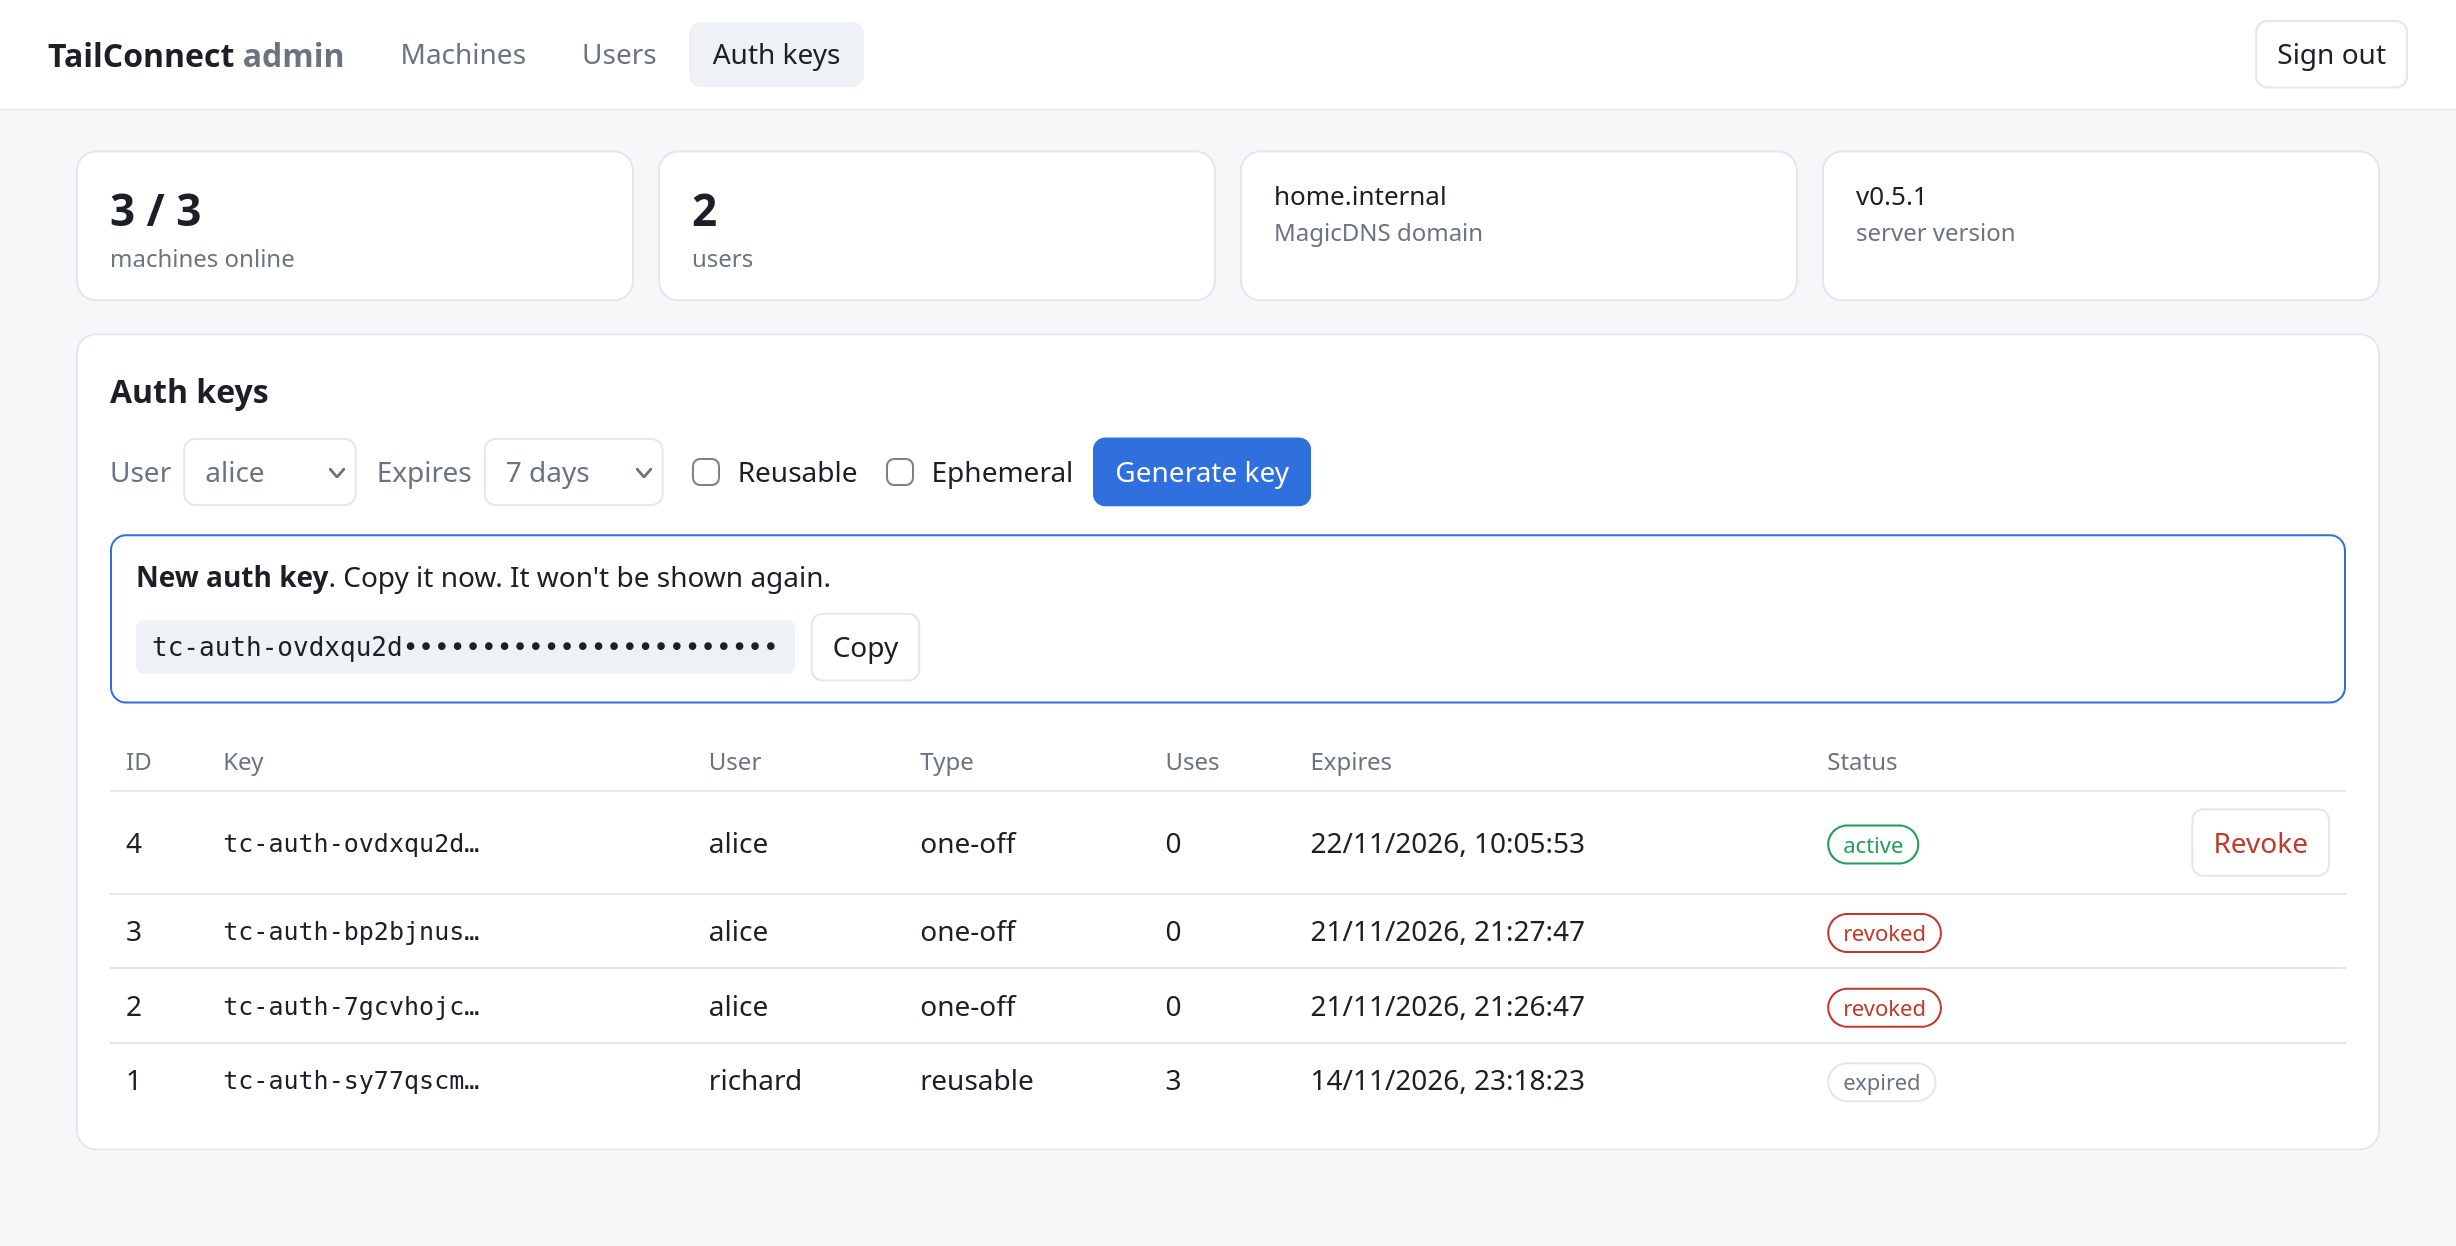 TailConnect admin Machines Users Auth keys Sign out
3 / 3
machines online
2
users
home.internal
MagicDNS domain
v0.5.1
server version
Auth keys
User alice Expires 7 days Reusable Ephemeral Generate key
New auth key. Copy it now. It won't be shown again.
tc-auth-ovdxqu2d•••••••••••••••••••••••• Copy
ID Key User Type Uses Expires Status
4 tc-auth-ovdxqu2d… alice one-off 0 22/11/2026, 10:05:53 active Revoke
3 tc-auth-bp2bjnus… alice one-off 0 21/11/2026, 21:27:47 revoked
2 tc-auth-7gcvhojc… alice one-off 0 21/11/2026, 21:26:47 revoked
1 tc-auth-sy77qscm… richard reusable 3 14/11/2026, 23:18:23 expired